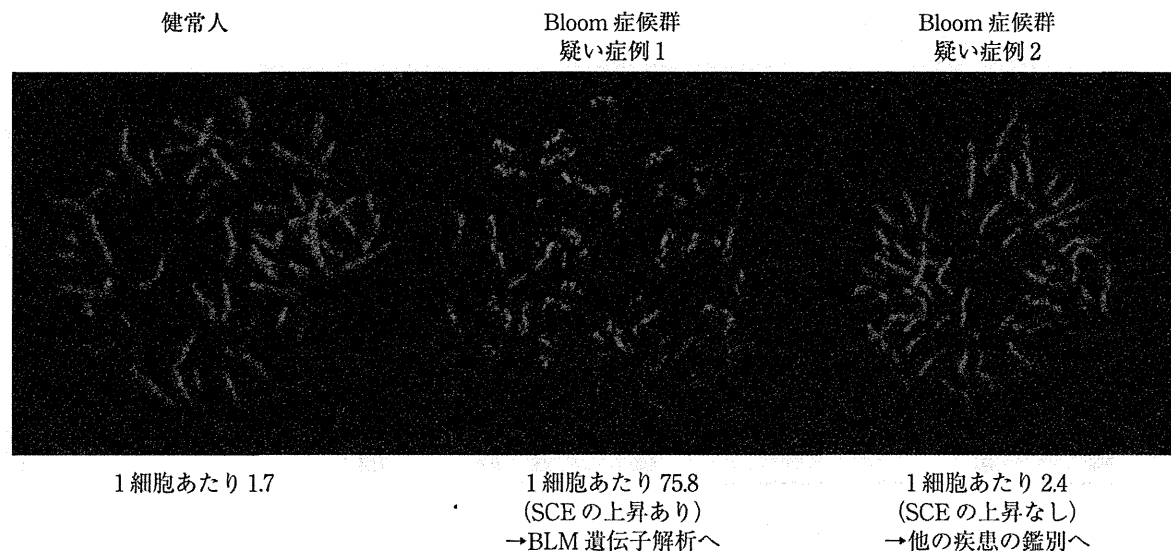 健常人
Bloom 症候群
疑い症例 1
Bloom 症候群
疑い症例 2
1 細胞あたり 1.7
1 細胞あたり 75.8
(SCE の上昇あり)
→BLM 遺伝子解析へ
1 細胞あたり 2.4
(SCE の上昇なし)
→他の疾患の鑑別へ